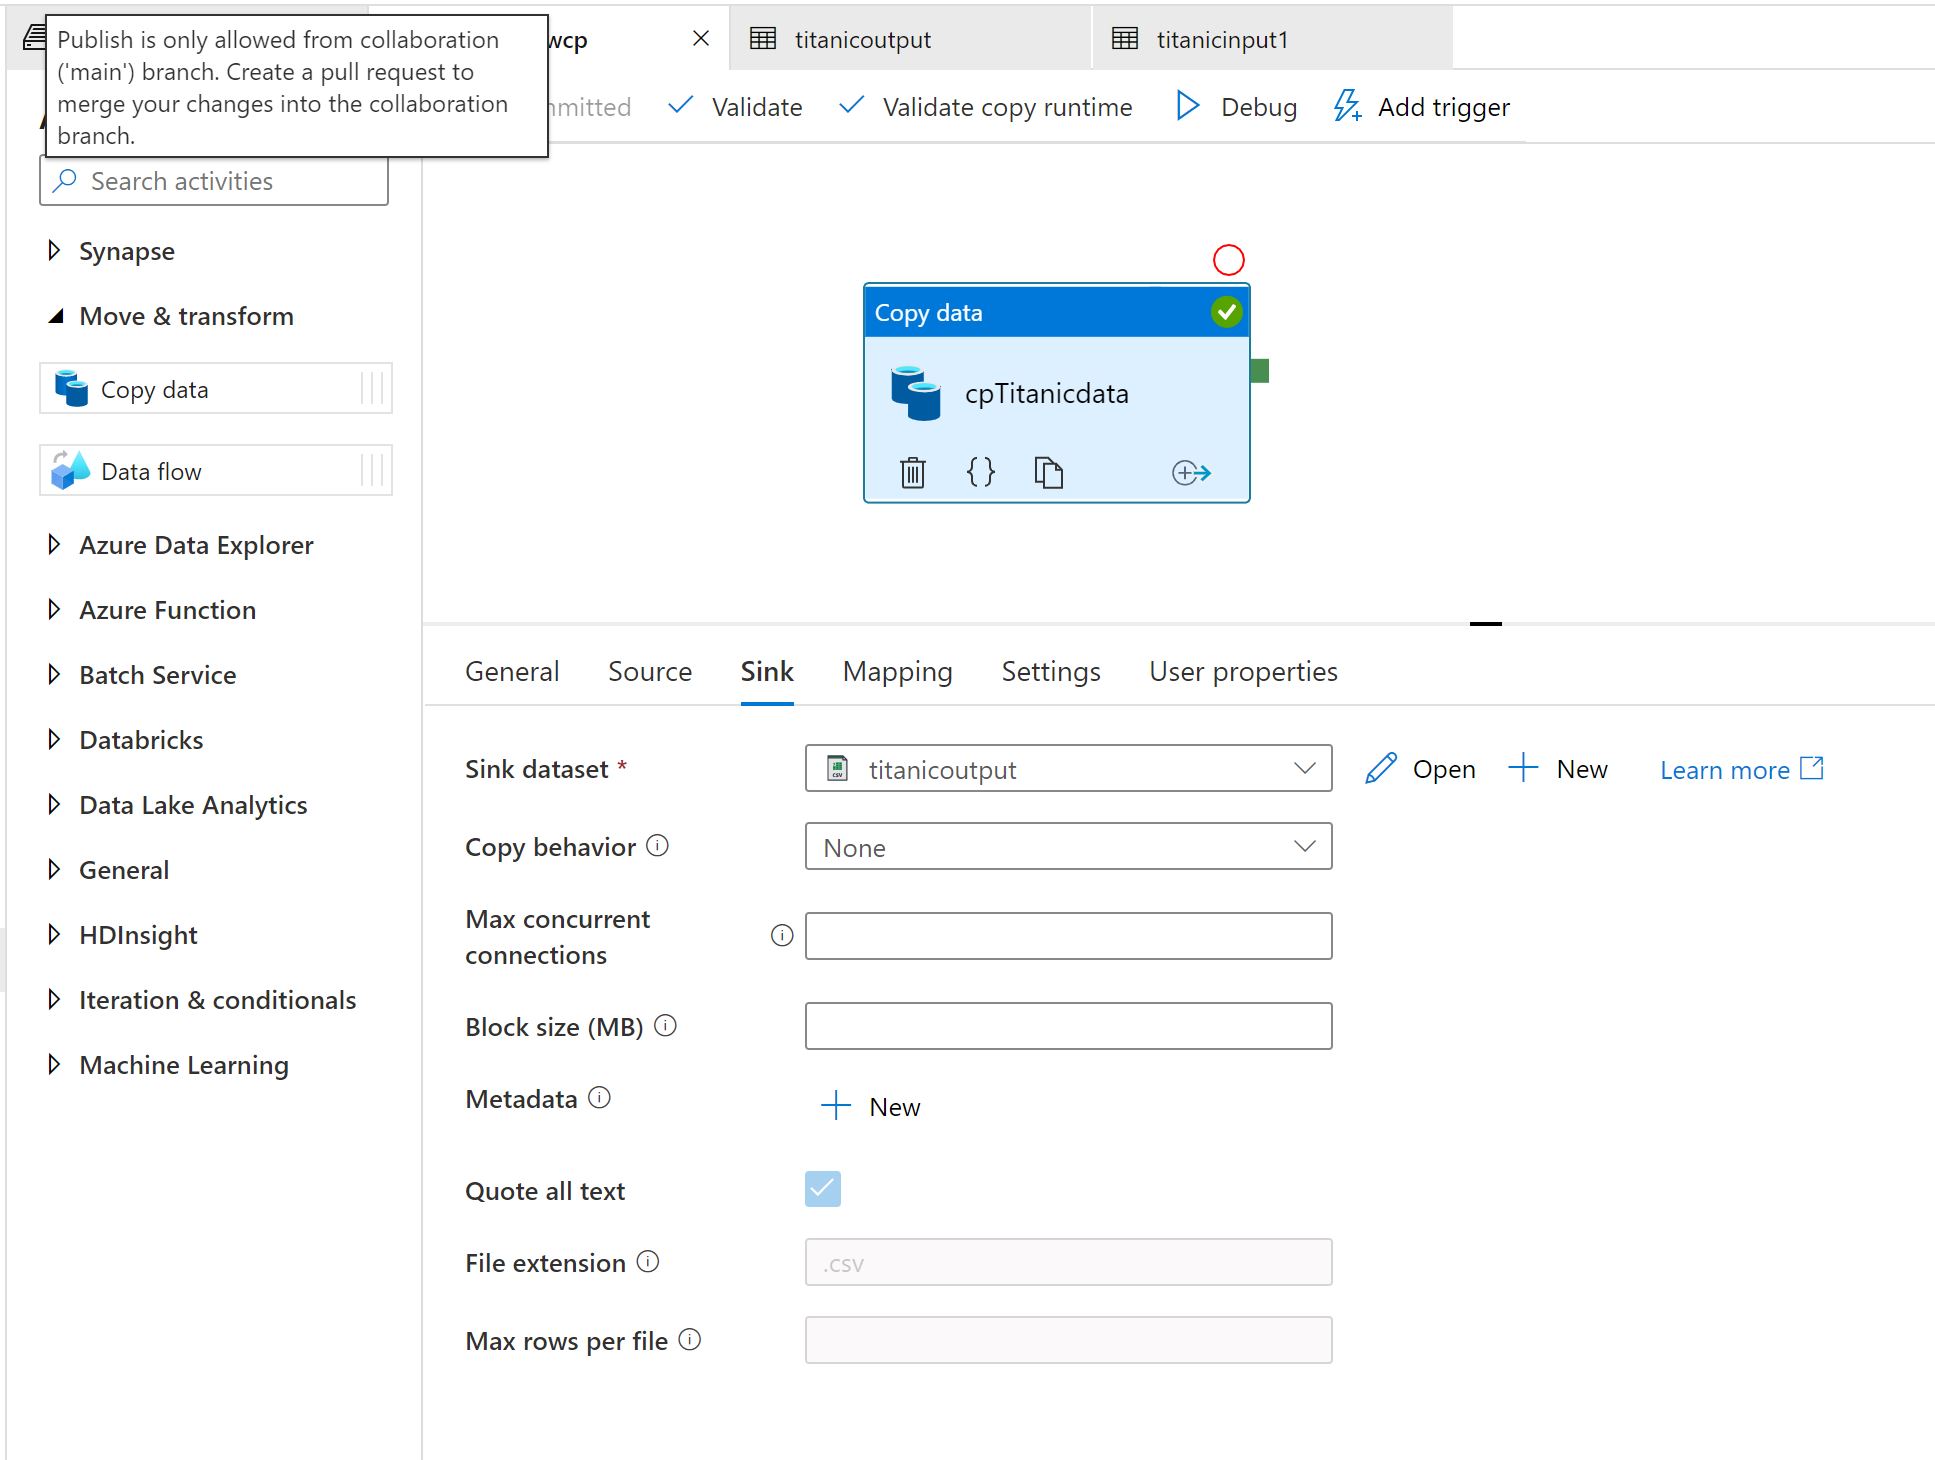 Publish is only allowed from collaboration
('main') branch. Create a pull request to
merge your changes into the collaboration
branch.
wcp
titanicoutput
titanicinput1
mmitted
Validate
Validate copy runtime
Debug
Add trigger
Search activities
Synapse
Move & transform
Copy data
Data flow
Azure Data Explorer
Azure Function
Batch Service
Databricks
Data Lake Analytics
General
HDInsight
Iteration & conditionals
Machine Learning
Copy data
cpTitanicdata
General
Source
Sink
Mapping
Settings
User properties
Sink dataset *
titanicoutput
Open
New
Learn more
Copy behavior
None
Max concurrent
connections
Block size (MB)
Metadata
New
Quote all text
File extension
.csv
Max rows per file